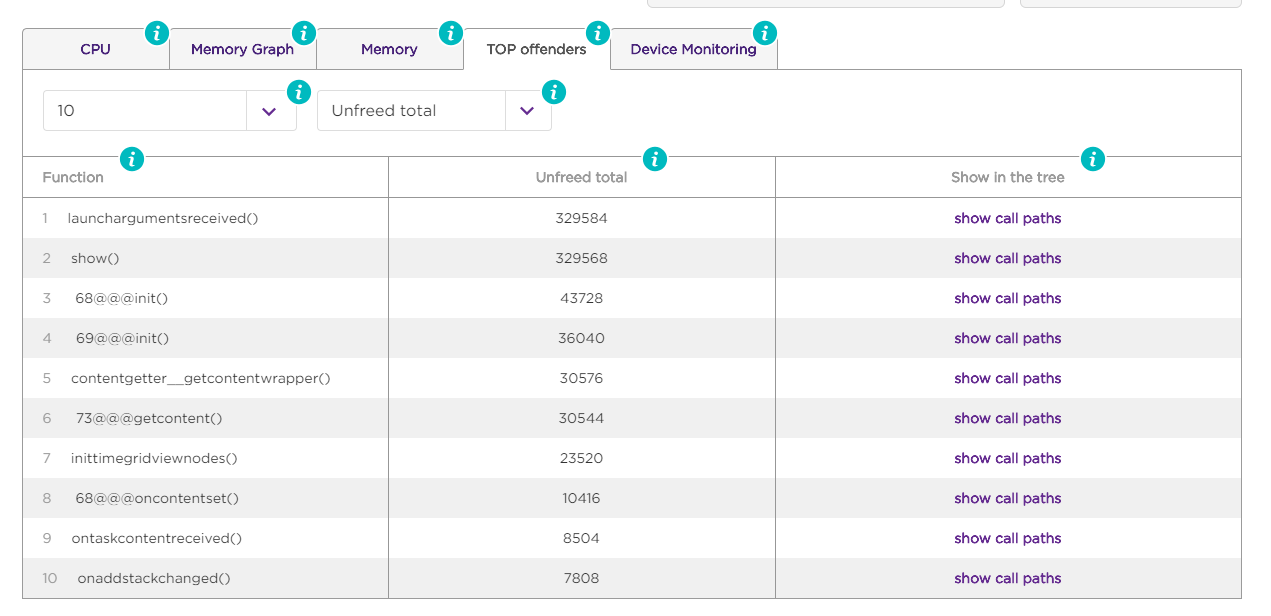 CPU Memory Graph Memory TOP offenders Device Monitoring
10 Unfreed total
Function Unfreed total Show in the tree
1 launchargumentsreceived() 329584 show call paths
2 show() 329568 show call paths
3 68@@@init() 43728 show call paths
4 69@@@init() 36040 show call paths
5 contentgetter__getcontentwrapper() 30576 show call paths
6 73@@@getcontent() 30544 show call paths
7 inittimegridviewnodes() 23520 show call paths
8 68@@@oncontentset() 10416 show call paths
9 ontaskcontentreceived() 8504 show call paths
10 onaddstackchanged() 7808 show call paths